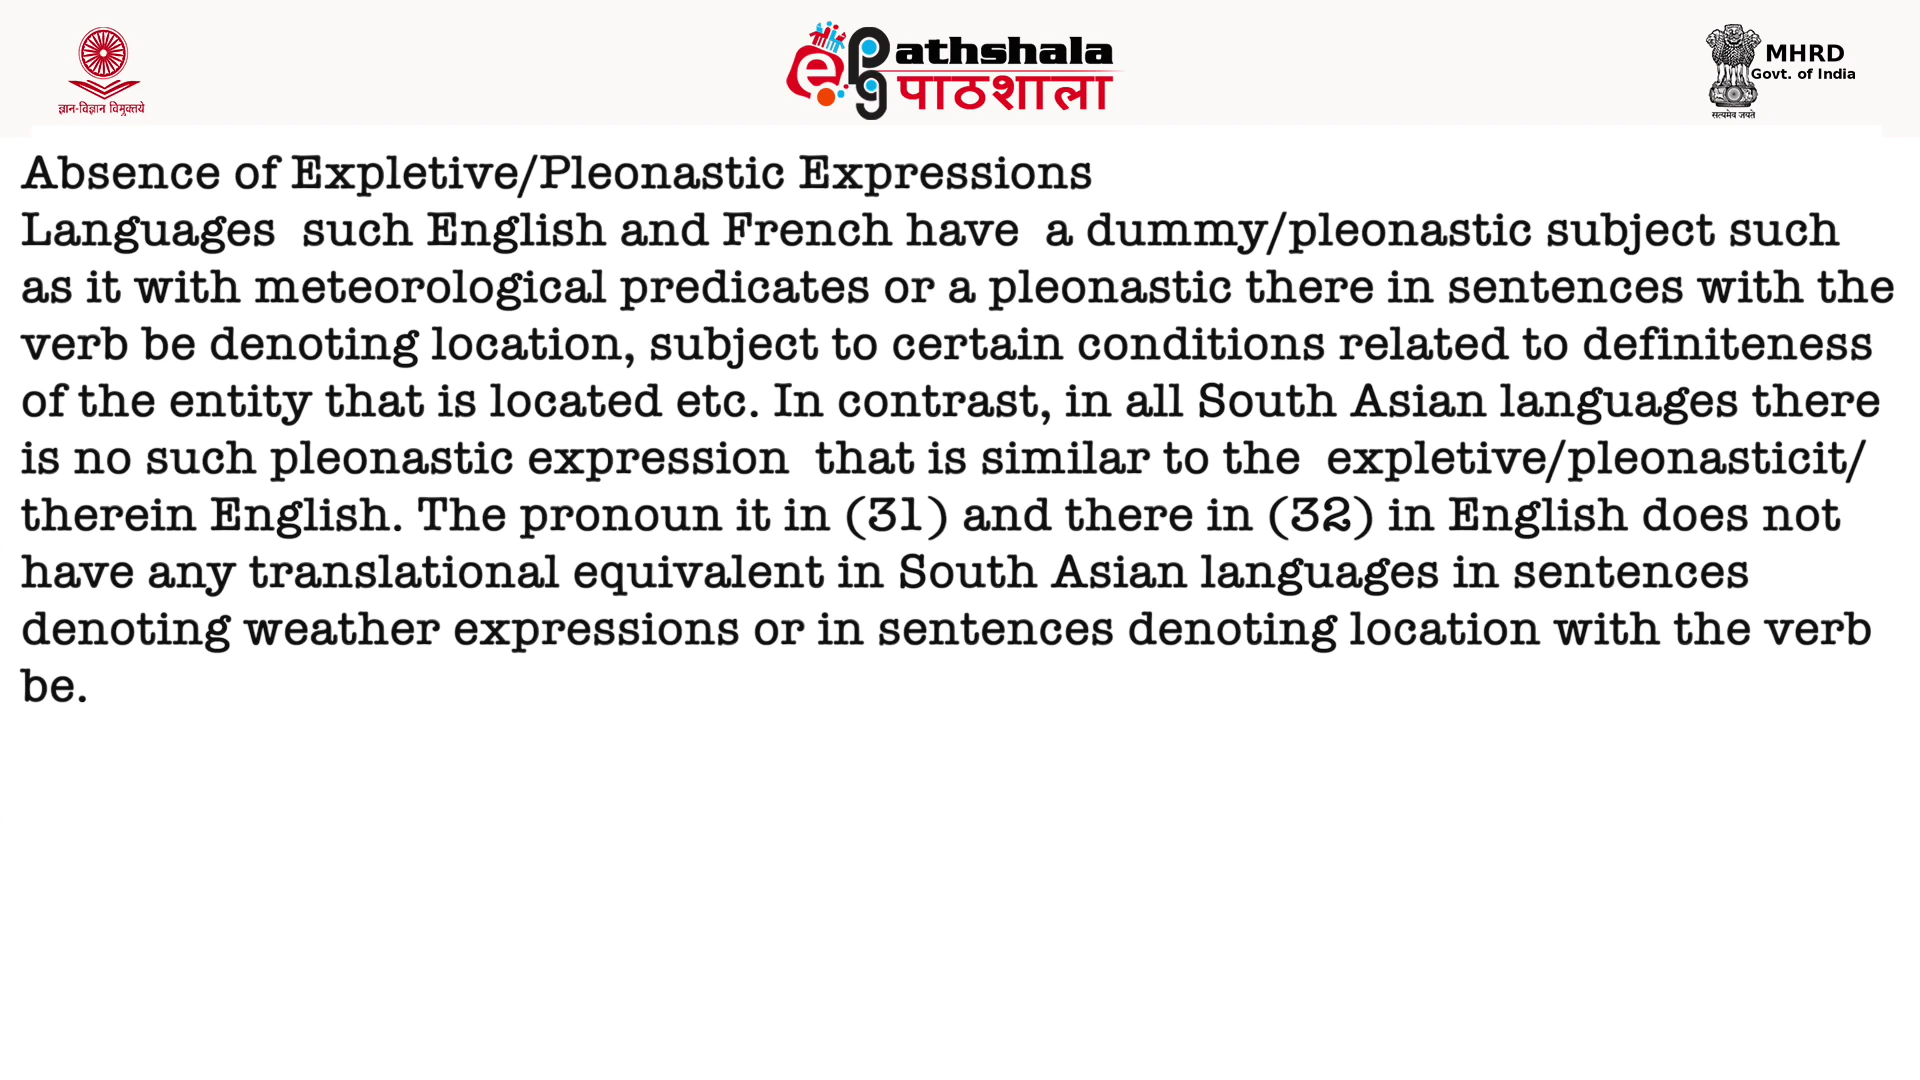 ज्ञान-विज्ञान विमुक्तये
e
Pg
athshala
पाठशाला
MHRD
Govt. of India
सत्यमेव जयते
Absence of Expletive/Pleonastic Expressions
Languages  such English and French have  a dummy/pleonastic subject such
as it with meteorological predicates or a pleonastic there in sentences with the
verb be denoting location, subject to certain conditions related to definiteness
of the entity that is located etc. In contrast, in all South Asian languages there
is no such pleonastic expression  that is similar to the  expletive/pleonasticit/
therein English. The pronoun it in (31) and there in (32) in English does not
have any translational equivalent in South Asian languages in sentences
denoting weather expressions or in sentences denoting location with the verb
be.